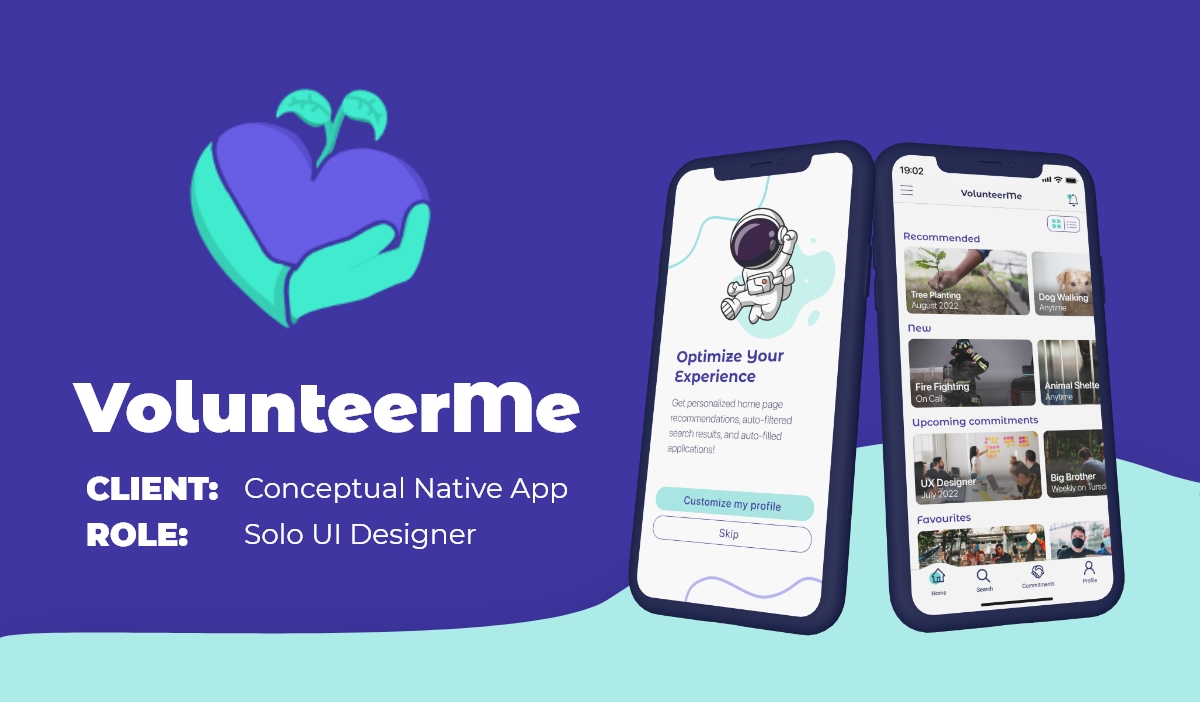 VolunteerMe
CLIENT: Conceptual Native App
ROLE: Solo UI Designer
Optimize Your
Experience
Get personalized home page
recommendations, auto-filtered
search results, and auto-filled
applications!
Customize my profile
Skip
19:02
VolunteerMe
Recommended
Tree Planting
August 2022
Dog Walking
Anytime
New
Fire Fighting
On Call
Animal Shelte
Anytime
Upcoming commitments
UX Designer
July 2022
Big Brother
Weekly on Tursd
Favourites
Home
Search
Commitments
Profile